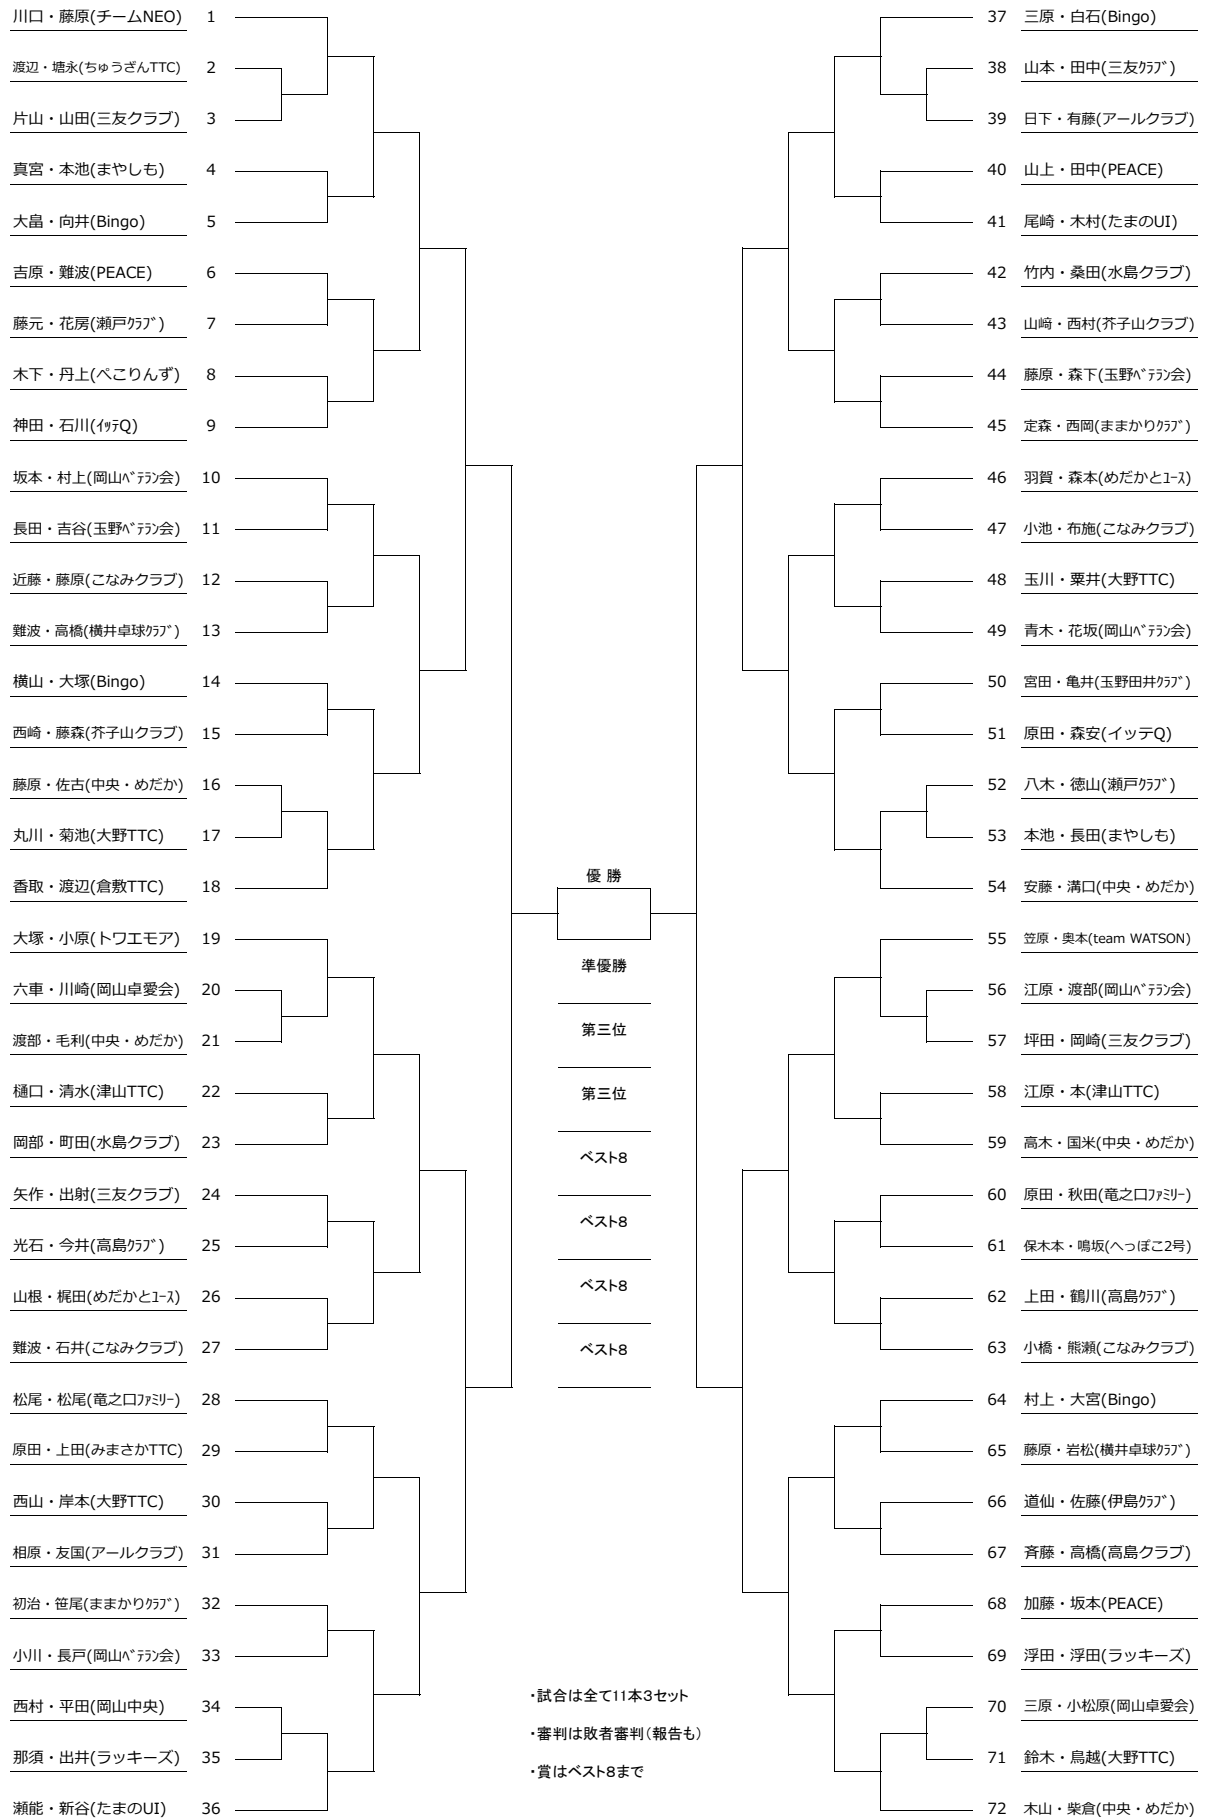 川口・藤原(チームNEO) 1
渡辺・塘永(ちゅうざんTTC) 2
片山・山田(三友クラブ) 3
真宮・本池(まやしも) 4
大畠・向井(Bingo) 5
吉原・難波(PEACE) 6
藤元・花房(瀬戸ｸﾗﾌﾞ) 7
木下・丹上(ぺこりんず) 8
神田・石川(ｲｯﾃQ) 9
坂本・村上(岡山ﾍﾞﾃﾗﾝ会) 10
長田・吉谷(玉野ﾍﾞﾃﾗﾝ会) 11
近藤・藤原(こなみクラブ) 12
難波・高橋(横井卓球ｸﾗﾌﾞ) 13
横山・大塚(Bingo) 14
西崎・藤森(芥子山クラブ) 15
藤原・佐古(中央・めだか) 16
丸川・菊池(大野TTC) 17
香取・渡辺(倉敷TTC) 18
大塚・小原(トワエモア) 19
六車・川崎(岡山卓愛会) 20
渡部・毛利(中央・めだか) 21
樋口・清水(津山TTC) 22
岡部・町田(水島クラブ) 23
矢作・出射(三友クラブ) 24
光石・今井(高島ｸﾗﾌﾞ) 25
山根・梶田(めだかとﾕｰｽ) 26
難波・石井(こなみクラブ) 27
松尾・松尾(竜之口ﾌｧﾐﾘｰ) 28
原田・上田(みまさかTTC) 29
西山・岸本(大野TTC) 30
相原・友国(アールクラブ) 31
初治・笹尾(ままかりｸﾗﾌﾞ) 32
小川・長戸(岡山ﾍﾞﾃﾗﾝ会) 33
西村・平田(岡山中央) 34
那須・出井(ラッキーズ) 35
瀬能・新谷(たまのUI) 36
優 勝
準優勝
第三位
第三位
ベスト8
ベスト8
ベスト8
ベスト8
・試合は全て11本3セット
・審判は敗者審判(報告も)
・賞はベスト8まで
37 三原・白石(Bingo)
38 山本・田中(三友ｸﾗﾌﾞ)
39 日下・有藤(アールクラブ)
40 山上・田中(PEACE)
41 尾崎・木村(たまのUI)
42 竹内・桑田(水島クラブ)
43 山﨑・西村(芥子山クラブ)
44 藤原・森下(玉野ﾍﾞﾃﾗﾝ会)
45 定森・西岡(ままかりｸﾗﾌﾞ)
46 羽賀・森本(めだかとﾕｰｽ)
47 小池・布施(こなみクラブ)
48 玉川・粟井(大野TTC)
49 青木・花坂(岡山ﾍﾞﾃﾗﾝ会)
50 宮田・亀井(玉野田井ｸﾗﾌﾞ)
51 原田・森安(イッテQ)
52 八木・徳山(瀬戸ｸﾗﾌﾞ)
53 本池・長田(まやしも)
54 安藤・溝口(中央・めだか)
55 笠原・奥本(team WATSON)
56 江原・渡部(岡山ﾍﾞﾃﾗﾝ会)
57 坪田・岡崎(三友クラブ)
58 江原・本(津山TTC)
59 高木・国米(中央・めだか)
60 原田・秋田(竜之口ﾌｧﾐﾘｰ)
61 保木本・鳴坂(へっぽこ2号)
62 上田・鶴川(高島ｸﾗﾌﾞ)
63 小橋・熊瀬(こなみクラブ)
64 村上・大宮(Bingo)
65 藤原・岩松(横井卓球ｸﾗﾌﾞ)
66 道仙・佐藤(伊島ｸﾗﾌﾞ)
67 斉藤・高橋(高島クラブ)
68 加藤・坂本(PEACE)
69 浮田・浮田(ラッキーズ)
70 三原・小松原(岡山卓愛会)
71 鈴木・鳥越(大野TTC)
72 木山・柴倉(中央・めだか)